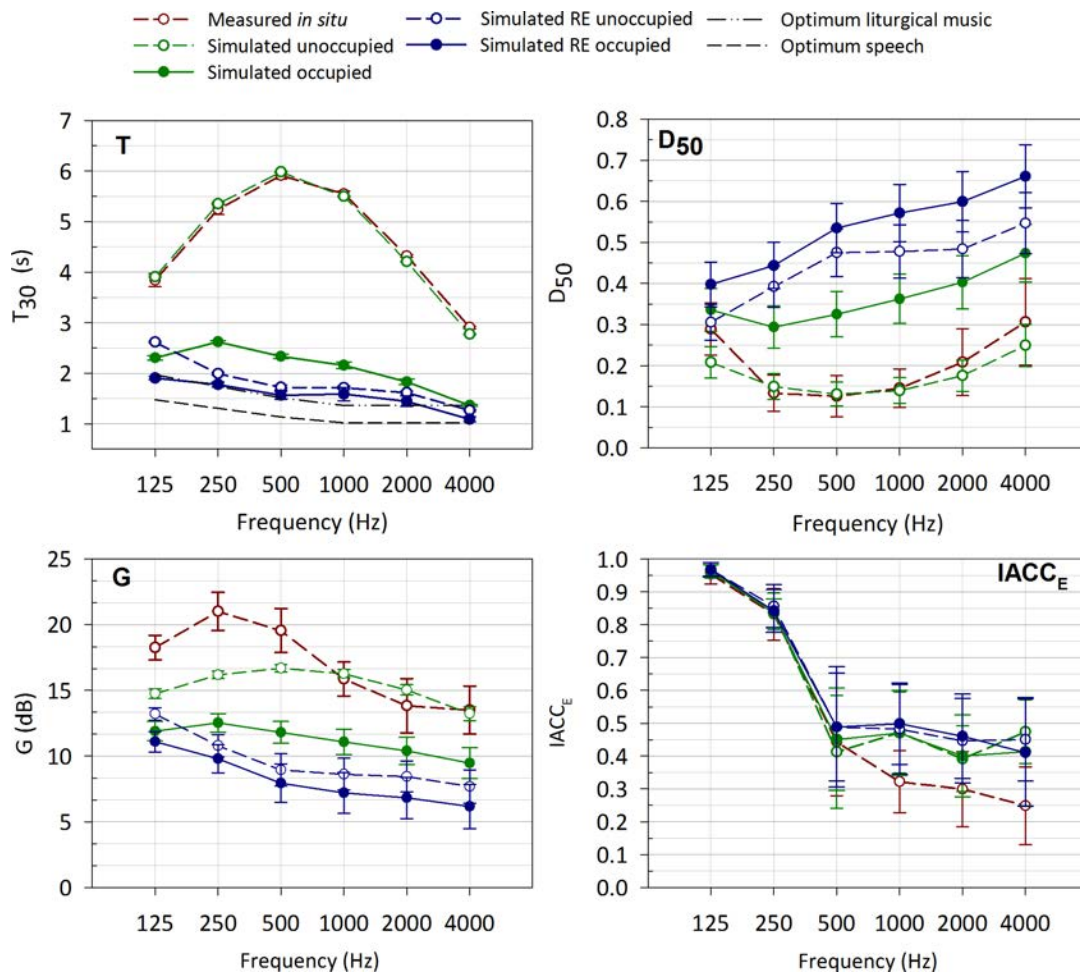 Measured in situ
Simulated RE unoccupied
Optimum liturgical music
Simulated unoccupied
Simulated RE occupied
Optimum speech
Simulated occupied
T
T30 (s)
7
6
5
4
3
2
1
125 250 500 1000 2000 4000
Frequency (Hz)
D50
D50
0.8
0.7
0.6
0.5
0.4
0.3
0.2
0.1
0.0
125 250 500 1000 2000 4000
Frequency (Hz)
G
G (dB)
25
20
15
10
5
0
125 250 500 1000 2000 4000
Frequency (Hz)
IACCE
IACCE
1.0
0.9
0.8
0.7
0.6
0.5
0.4
0.3
0.2
0.1
0.0
125 250 500 1000 2000 4000
Frequency (Hz)